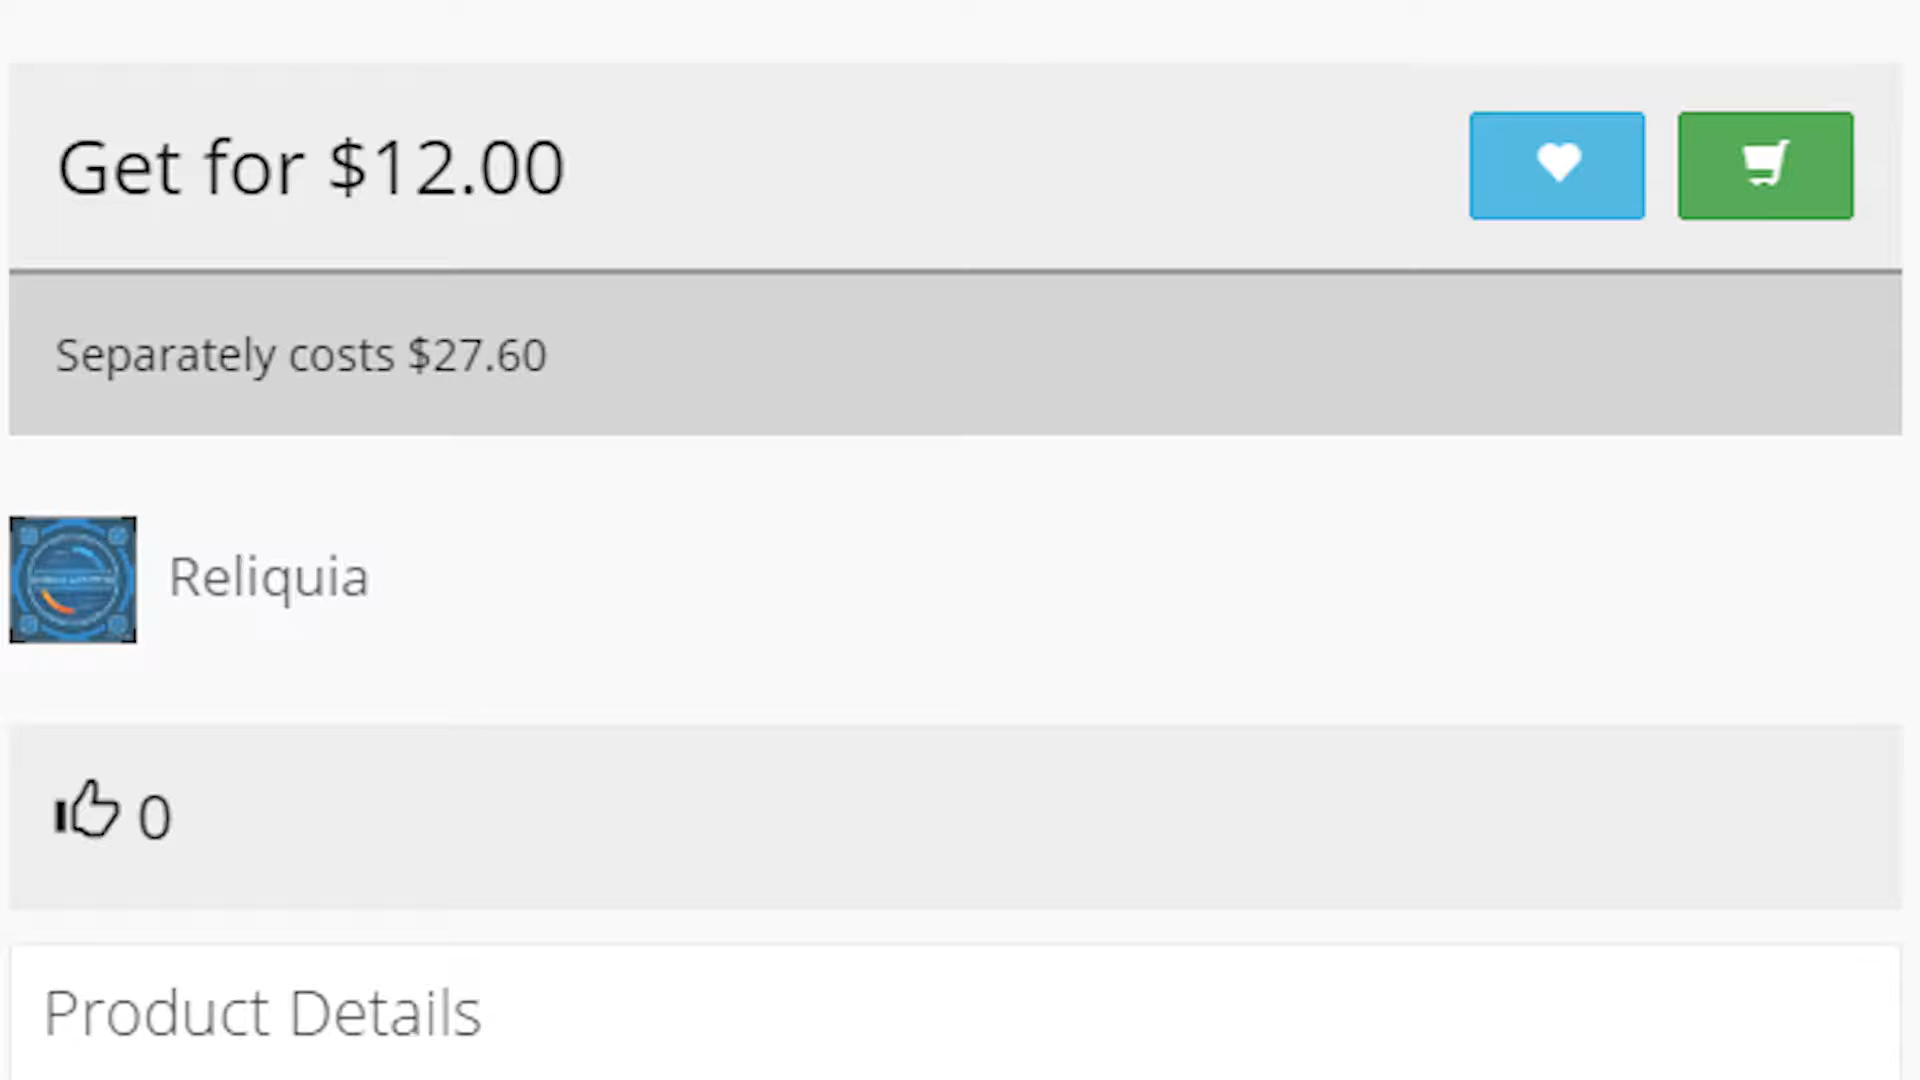 Get for $12.00
Separately costs $27.60
Reliquia
0
Product Details